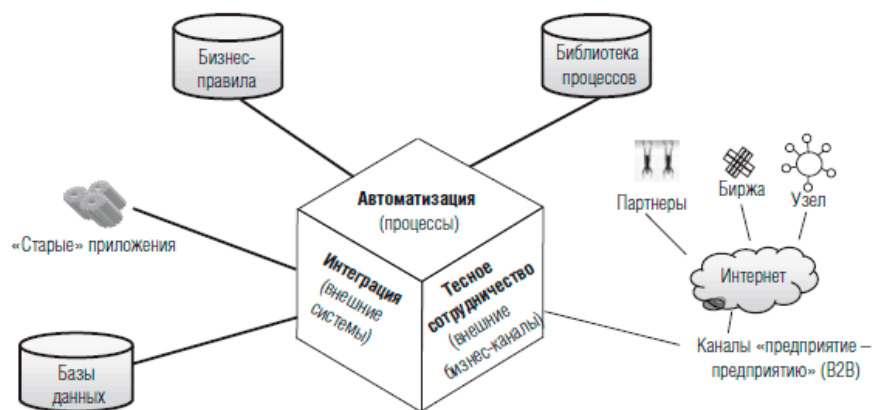 Бизнес-
правила
Библиотека
процессов
Автоматизация
(процессы)
Партнеры
Биржа
Узел
«Старые» приложения
Интеграция
(внешние
системы)
Тесное
сотрудничество
(внешние
бизнес-каналы)
Интернет
Каналы «предприятие –
предприятию» (B2B)
Базы
данных